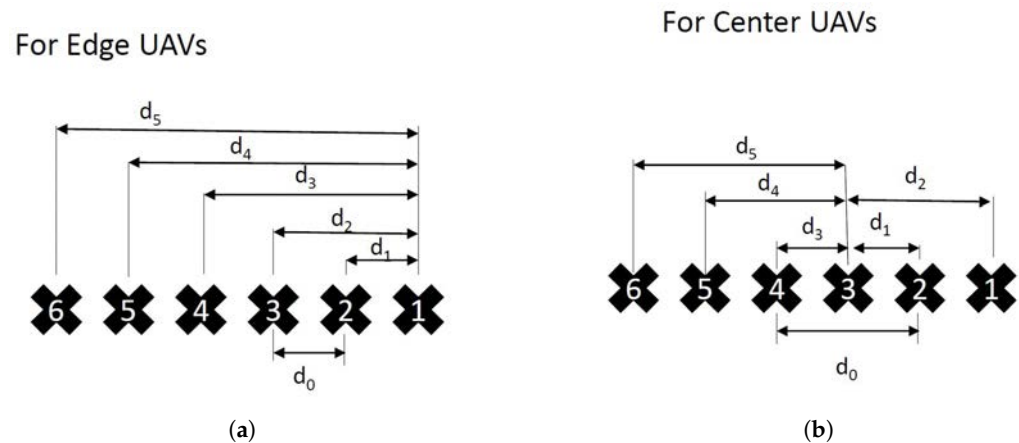 For Edge UAVs
d₅
d₄
d₃
d₂
d₁
6 5 4 3 2 1
d₀
(a)
For Center UAVs
d₅
d₄ d₂
d₃ d₁
6 5 4 3 2 1
d₀
(b)